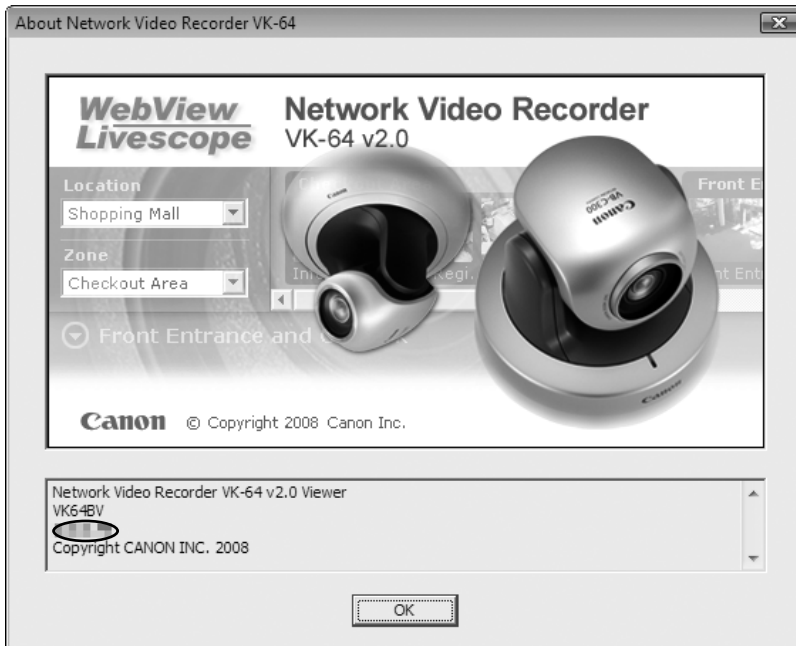 About Network Video Recorder VK-64
WebView
Livescope
Network Video Recorder
VK-64 v2.0
Location
Shopping Mall
Zone
Checkout Area
Front Entrance and
Front E
Canon
VB-C300
Canon
Canon
Canon © Copyright 2008 Canon Inc.
Network Video Recorder VK-64 v2.0 Viewer
VK64BV
Copyright CANON INC. 2008
OK